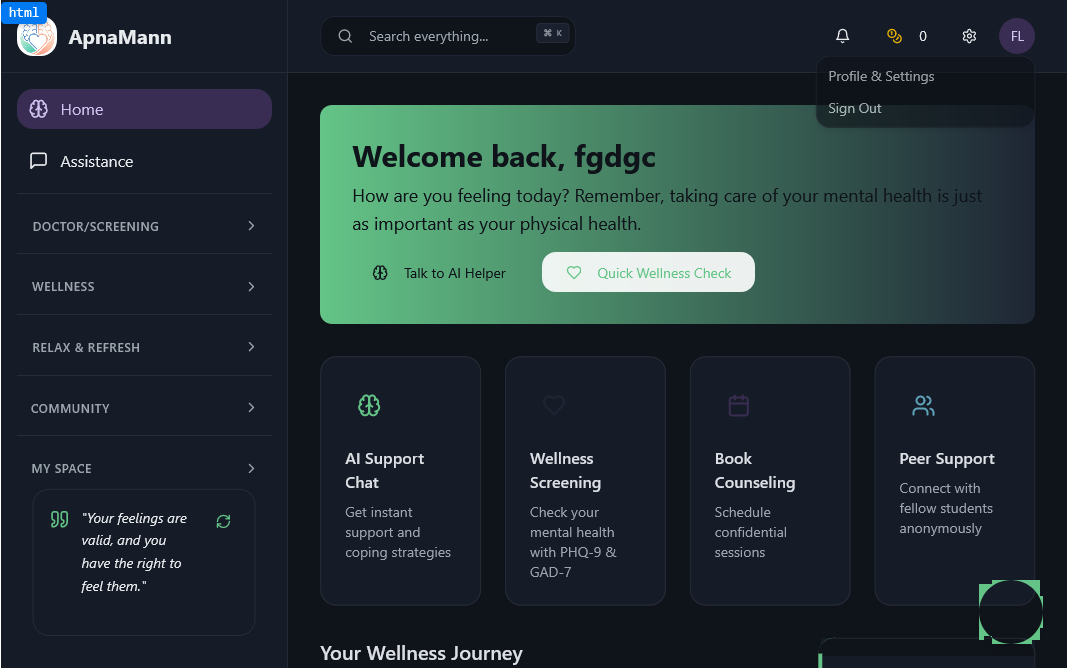 html
ApnaMann
Search everything...
⌘ K
0
FL
Profile & Settings
Sign Out
Home
Assistance
DOCTOR/SCREENING
WELLNESS
RELAX & REFRESH
COMMUNITY
MY SPACE
"Your feelings are
valid, and you
have the right to
feel them."
Welcome back, fgdgc
How are you feeling today? Remember, taking care of your mental health is just
as important as your physical health.
Talk to AI Helper
Quick Wellness Check
AI Support
Chat
Get instant
support and
coping strategies
Wellness
Screening
Check your
mental health
with PHQ-9 &
GAD-7
Book
Counseling
Schedule
confidential
sessions
Peer Support
Connect with
fellow students
anonymously
Your Wellness Journey